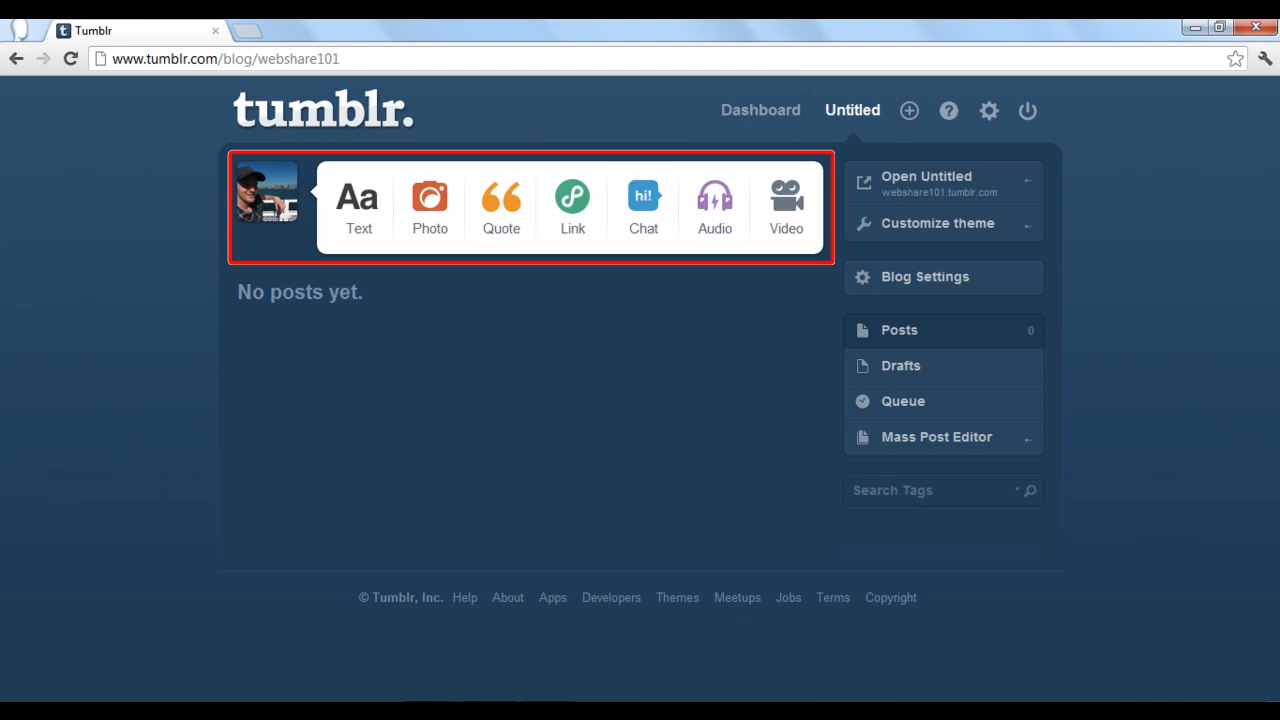 Tumblr
www.tumblr.com/blog/webshare101
tumblr.
Dashboard Untitled
Aa
Text
Photo
Quote
Link
hi!
Chat
Audio
Video
No posts yet.
Open Untitled
webshare101.tumblr.com
Customize theme
Blog Settings
Posts 0
Drafts
Queue
Mass Post Editor
Search Tags
© Tumblr, Inc. Help About Apps Developers Themes Meetups Jobs Terms Copyright